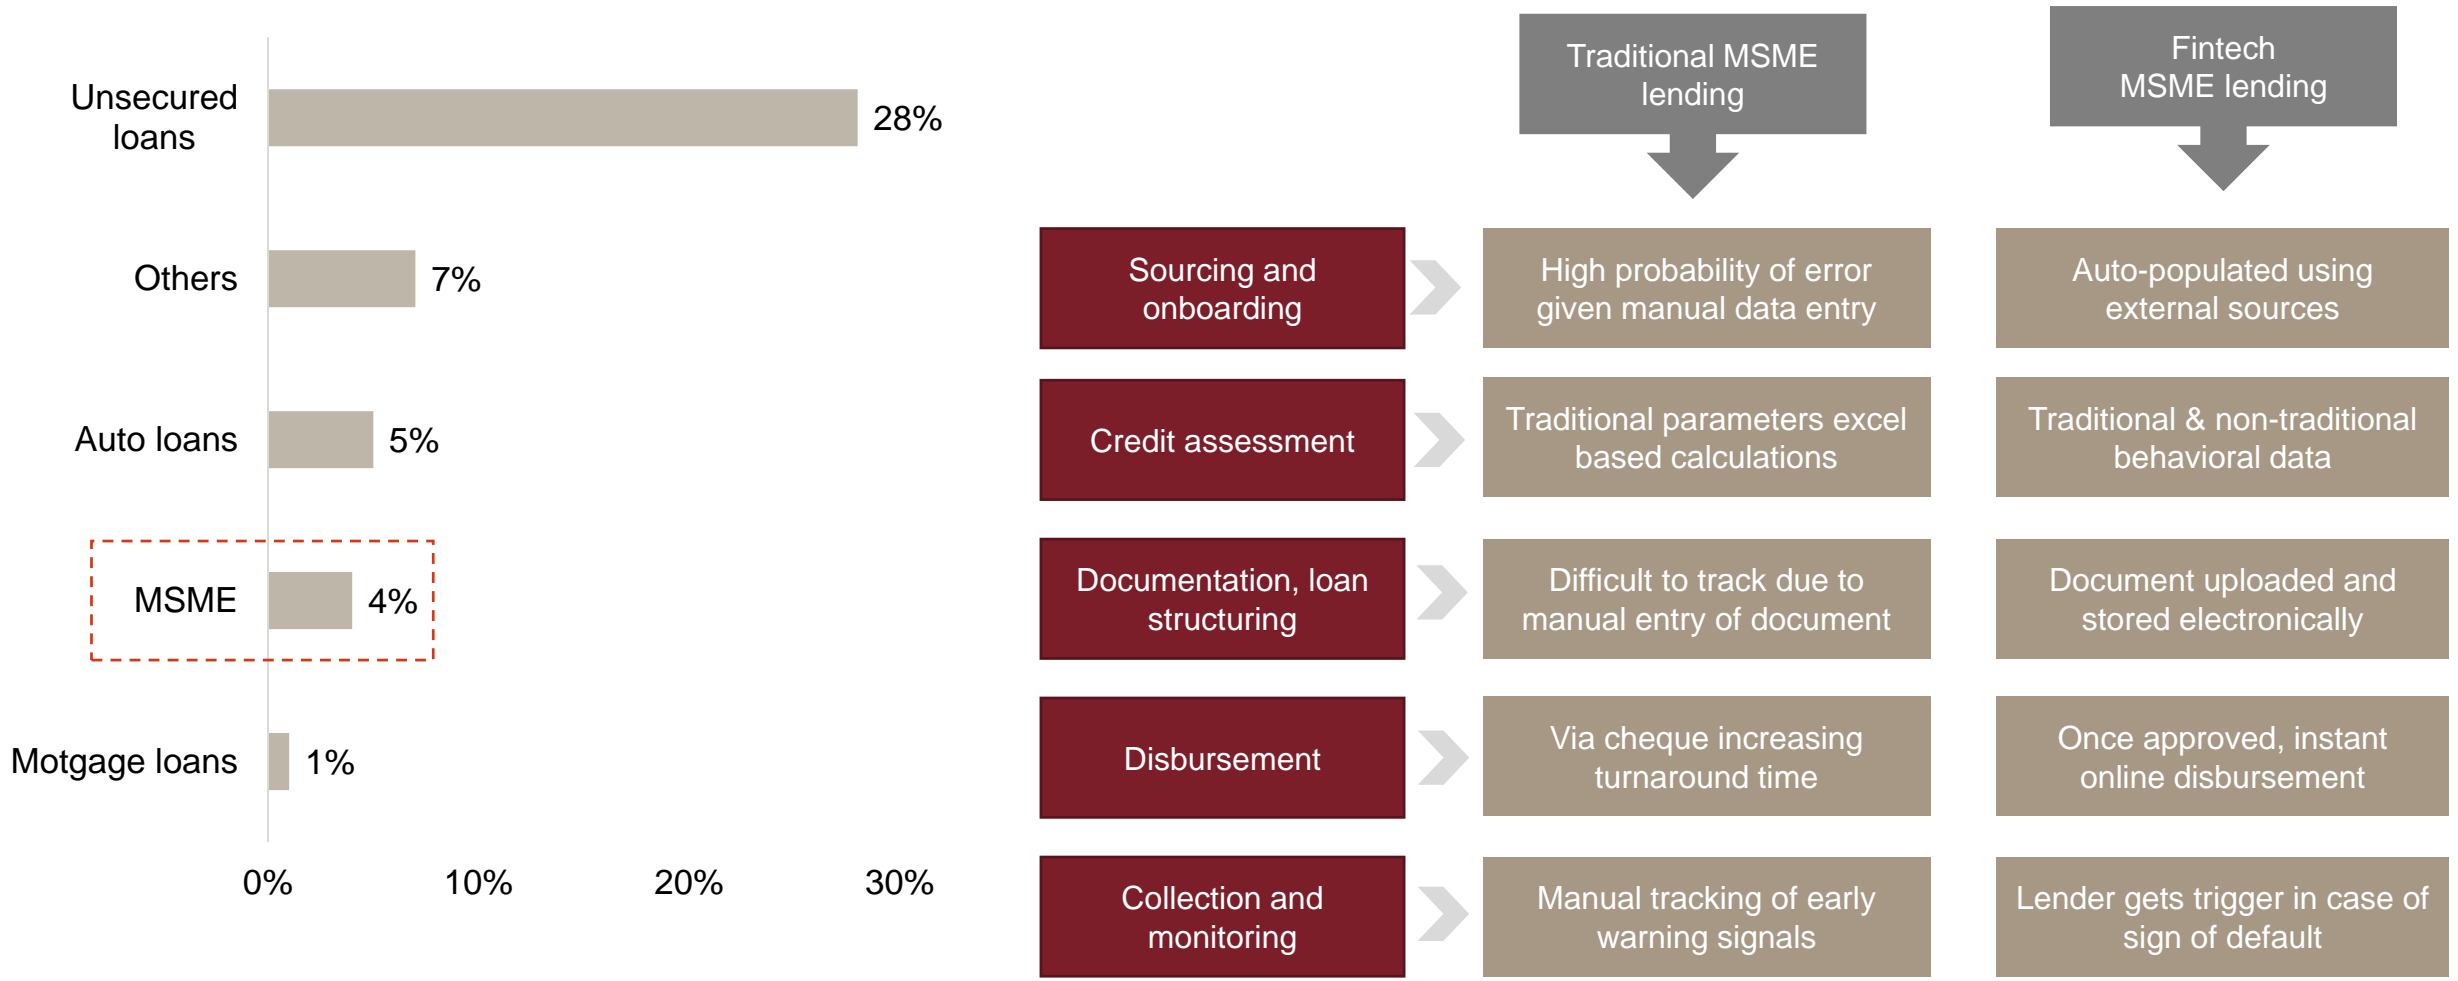 Unsecured
loans
28%
Others
7%
Auto loans
5%
MSME
4%
Motgage loans
1%
0%
10%
20%
30%
Traditional MSME
lending
Fintech
MSME lending
Sourcing and
onboarding
High probability of error
given manual data entry
Auto-populated using
external sources
Credit assessment
Traditional parameters excel
based calculations
Traditional & non-traditional
behavioral data
Documentation, loan
structuring
Difficult to track due to
manual entry of document
Document uploaded and
stored electronically
Disbursement
Via cheque increasing
turnaround time
Once approved, instant
online disbursement
Collection and
monitoring
Manual tracking of early
warning signals
Lender gets trigger in case of
sign of default